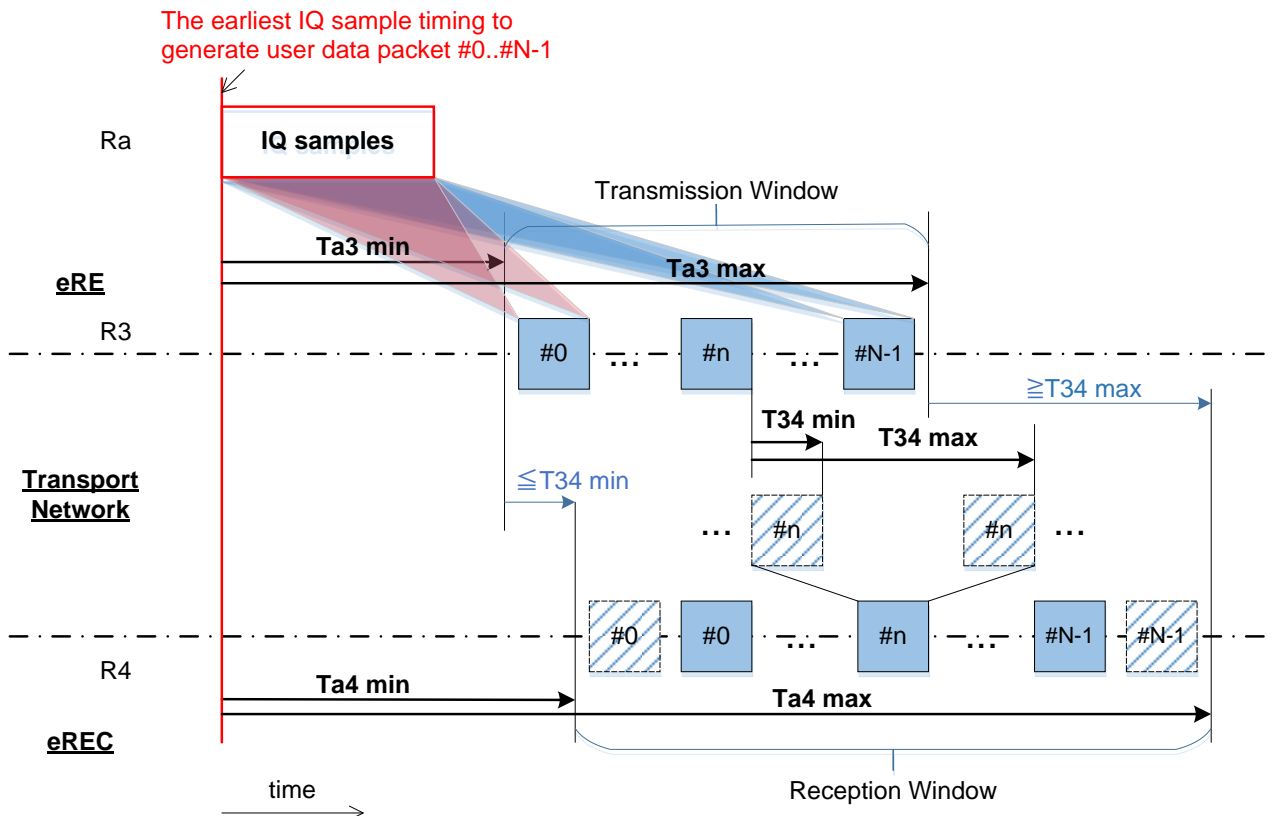 The earliest IQ sample timing to
generate user data packet #0..#N-1
Ra
IQ samples
Transmission Window
Ta3 min
Ta3 max
eRE
R3
#0
...
#n
...
#N-1
≧T34 max
T34 min
T34 max
≦T34 min
Transport
Network
...
#n
#n
...
#0
#0
...
#n
...
#N-1
#N-1
R4
Ta4 min
Ta4 max
eREC
time
Reception Window